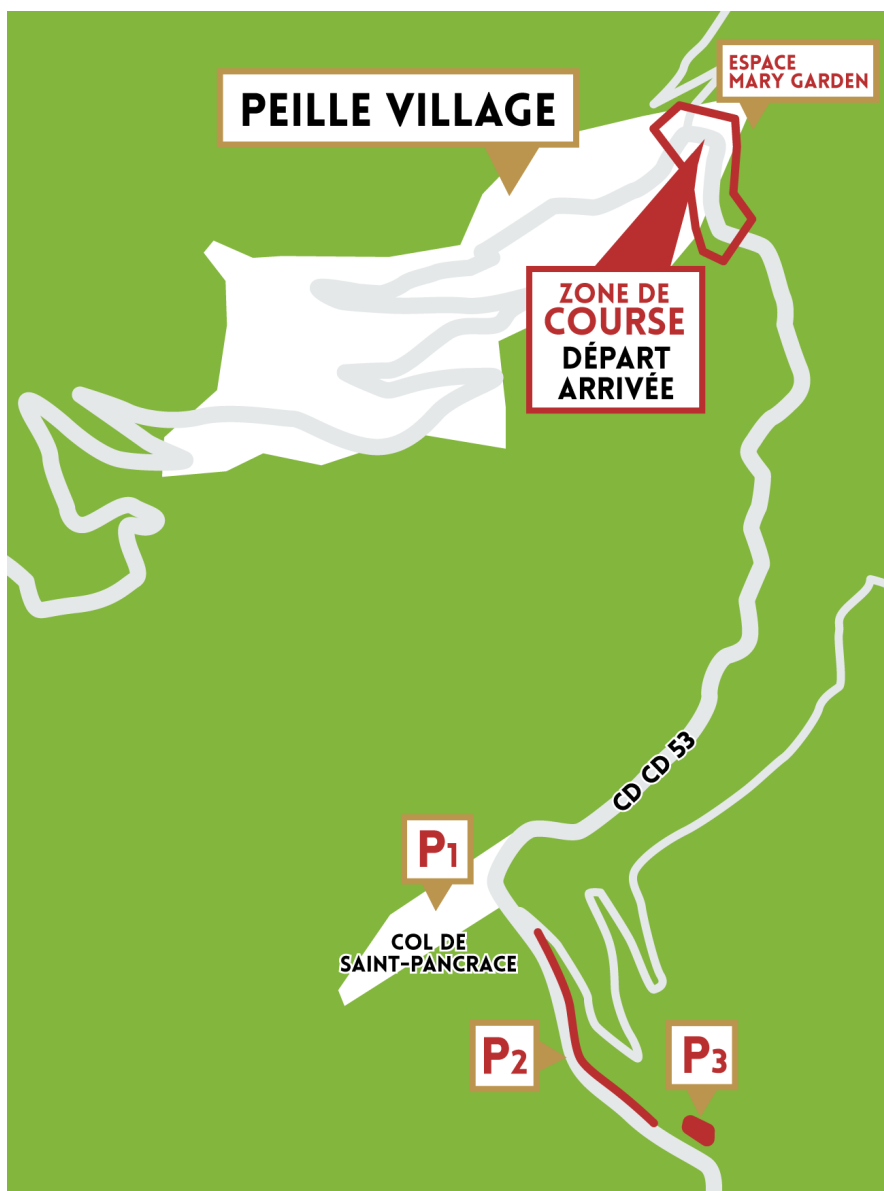 ESPACE
MARY GARDEN
PEILLE VILLAGE
ZONE DE
COURSE
DÉPART
ARRIVÉE
CD CD 53
P1
COL DE
SAINT-PANCRACE
P2
P3